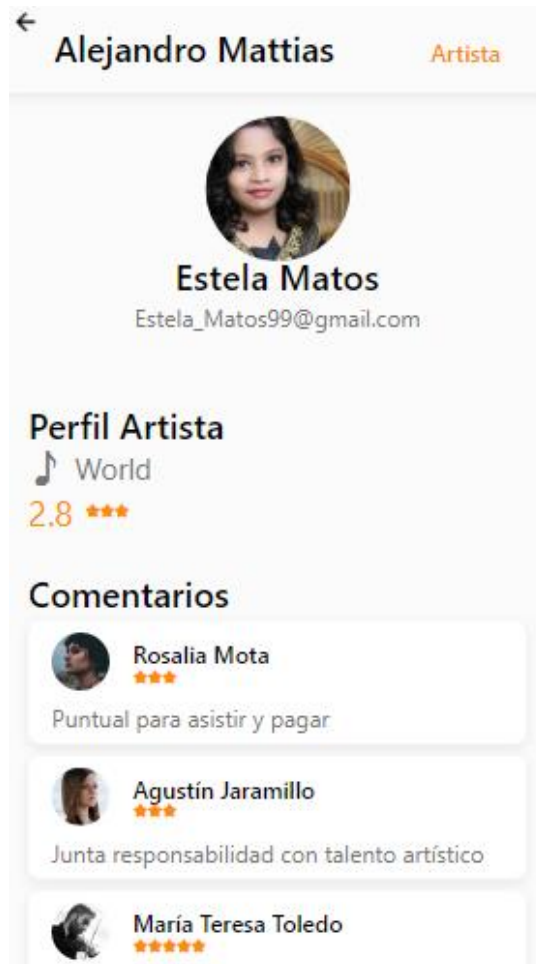 Alejandro Mattias
Artista
Estela Matos
Estela_Matos99@gmail.com
Perfil Artista
World
2.8
Comentarios
Rosalia Mota
Puntual para asistir y pagar
Agustín Jaramillo
Junta responsabilidad con talento artístico
María Teresa Toledo